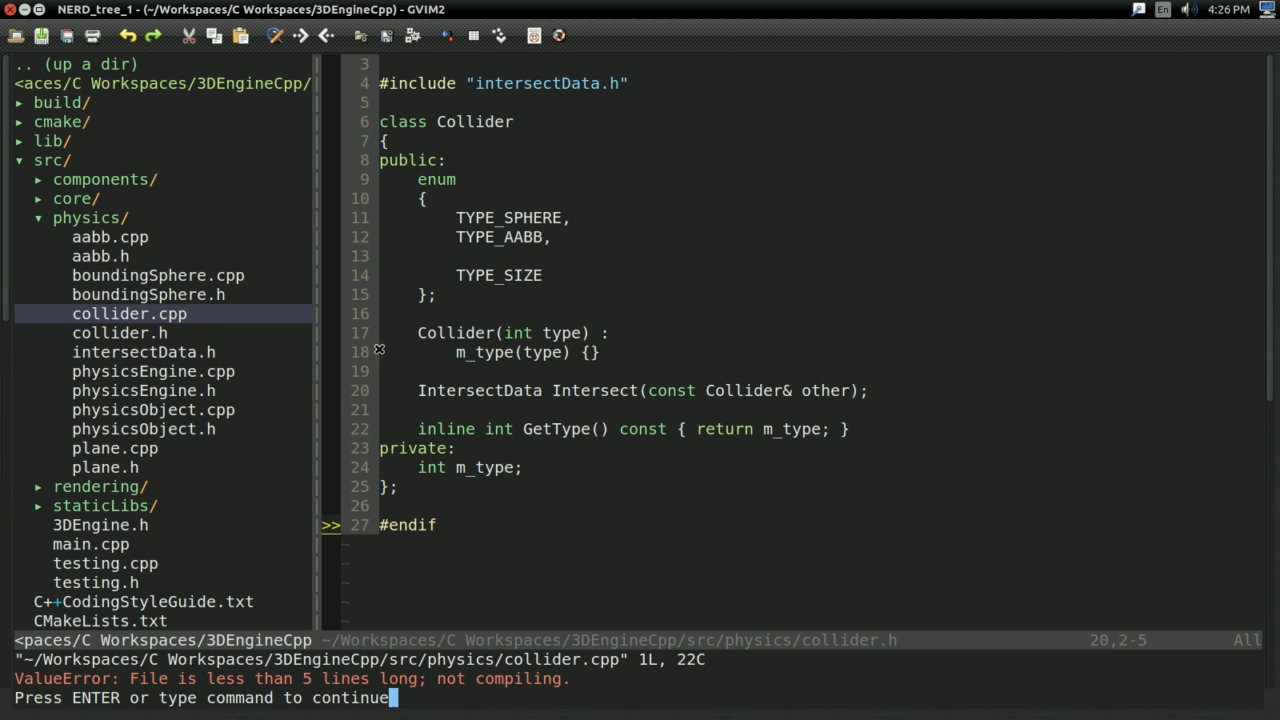 NERD_tree_1 - (~/Workspaces/C Workspaces/3DEngineCpp) - GVIM2
En
4:26 PM
.. (up a dir)
<aces/C Workspaces/3DEngineCpp/
▸ build/
▸ cmake/
▸ lib/
▾ src/
▸ components/
▸ core/
▾ physics/
aabb.cpp
aabb.h
boundingSphere.cpp
boundingSphere.h
collider.cpp
collider.h
intersectData.h
physicsEngine.cpp
physicsEngine.h
physicsObject.cpp
physicsObject.h
plane.cpp
plane.h
▸ rendering/
▸ staticLibs/
3DEngine.h
main.cpp
testing.cpp
testing.h
C++CodingStyleGuide.txt
CMakeLists.txt
3
4 #include "intersectData.h"
5
6 class Collider
7 {
8 public:
9 enum
10 {
11 TYPE_SPHERE,
12 TYPE_AABB,
13
14 TYPE_SIZE
15 };
16
17 Collider(int type) :
18 m_type(type) {}
19
20 IntersectData Intersect(const Collider& other);
21
22 inline int GetType() const { return m_type; }
23 private:
24 int m_type;
25 };
26
>> 27 #endif
~
~
~
~
~
<paces/C Workspaces/3DEngineCpp ~/Workspaces/C Workspaces/3DEngineCpp/src/physics/collider.h 20,2-5 All
"~/Workspaces/C Workspaces/3DEngineCpp/src/physics/collider.cpp" 1L, 22C
ValueError: File is less than 5 lines long; not compiling.
Press ENTER or type command to continue